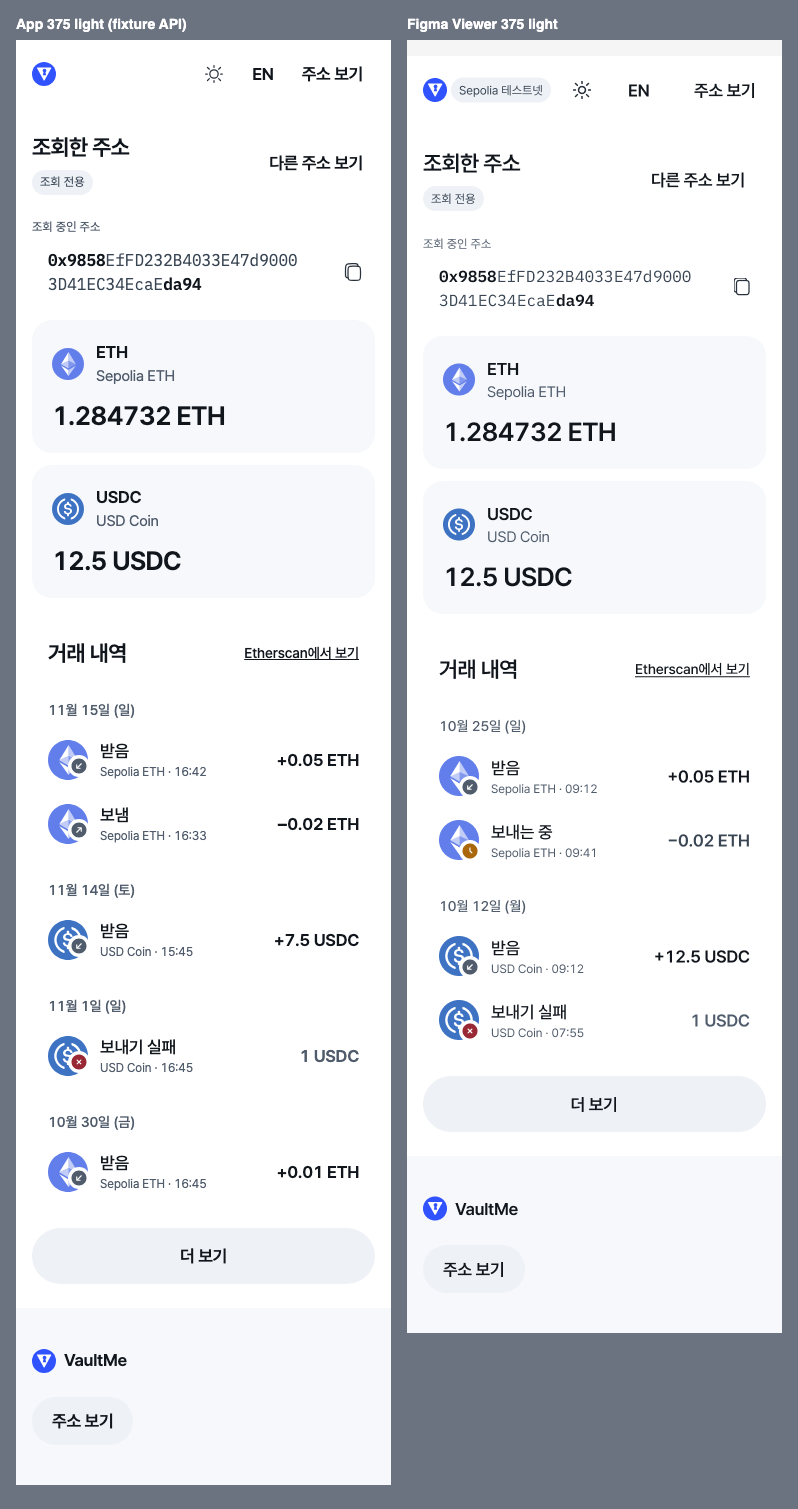 App 375 light (fixture API)
EN
주소 보기
조회한 주소
조회 전용
다른 주소 보기
조회 중인 주소
0x9858EfFD232B4033E47d9000
3D41EC34EcaEda94
ETH
Sepolia ETH
1.284732 ETH
USDC
USD Coin
12.5 USDC
거래 내역
Etherscan에서 보기
11월 15일 (일)
받음
Sepolia ETH · 16:42
+0.05 ETH
보냄
Sepolia ETH · 16:33
−0.02 ETH
11월 14일 (토)
받음
USD Coin · 15:45
+7.5 USDC
11월 1일 (일)
보내기 실패
USD Coin · 16:45
1 USDC
10월 30일 (금)
받음
Sepolia ETH · 16:45
+0.01 ETH
더 보기
VaultMe
주소 보기
Figma Viewer 375 light
Sepolia 테스트넷
EN
주소 보기
조회한 주소
조회 전용
다른 주소 보기
조회 중인 주소
0x9858EfFD232B4033E47d9000
3D41EC34EcaEda94
ETH
Sepolia ETH
1.284732 ETH
USDC
USD Coin
12.5 USDC
거래 내역
Etherscan에서 보기
10월 25일 (일)
받음
Sepolia ETH · 09:12
+0.05 ETH
보내는 중
Sepolia ETH · 09:41
−0.02 ETH
10월 12일 (월)
받음
USD Coin · 09:12
+12.5 USDC
보내기 실패
USD Coin · 07:55
1 USDC
더 보기
VaultMe
주소 보기